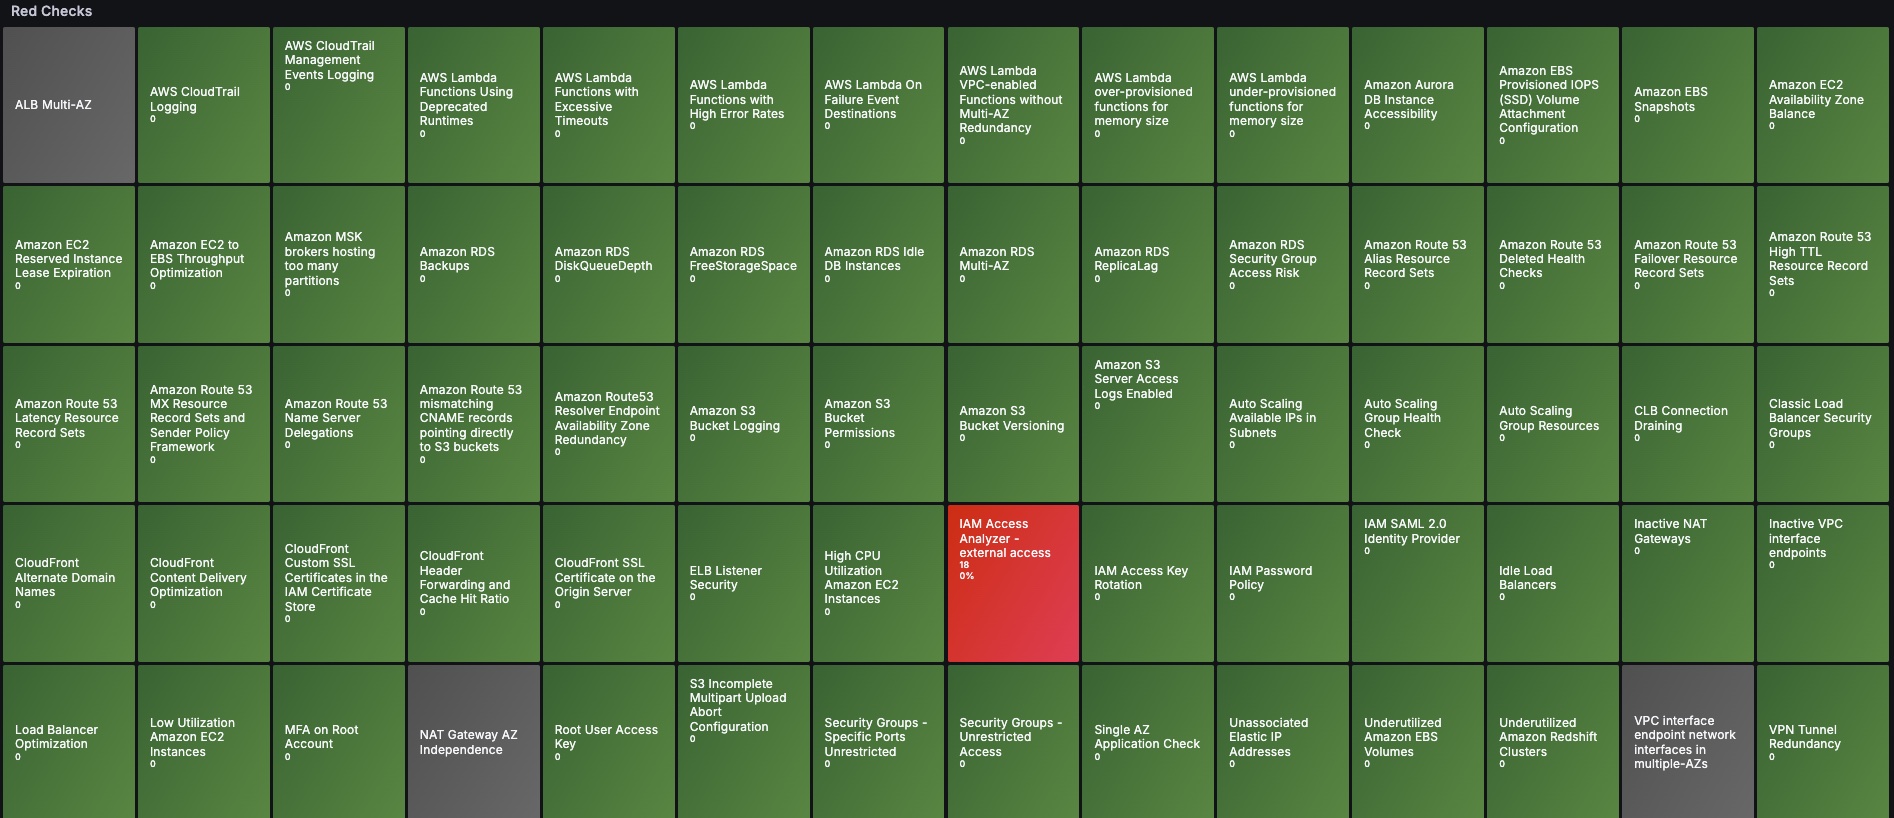 Red Checks
ALB Multi-AZ
AWS CloudTrail
Logging
0
AWS CloudTrail
Management
Events Logging
0
AWS Lambda
Functions Using
Deprecated
Runtimes
0
AWS Lambda
Functions with
Excessive
Timeouts
0
AWS Lambda
Functions with
High Error Rates
0
AWS Lambda On
Failure Event
Destinations
0
AWS Lambda
VPC-enabled
Functions without
Multi-AZ
Redundancy
0
AWS Lambda
over-provisioned
functions for
memory size
0
AWS Lambda
under-provisioned
functions for
memory size
0
Amazon Aurora
DB Instance
Accessibility
0
Amazon EBS
Provisioned IOPS
(SSD) Volume
Attachment
Configuration
0
Amazon EBS
Snapshots
0
Amazon EC2
Availability Zone
Balance
0
Amazon EC2
Reserved Instance
Lease Expiration
0
Amazon EC2 to
EBS Throughput
Optimization
0
Amazon MSK
brokers hosting
too many
partitions
0
Amazon RDS
Backups
0
Amazon RDS
DiskQueueDepth
0
Amazon RDS
FreeStorageSpace
0
Amazon RDS Idle
DB Instances
0
Amazon RDS
Multi-AZ
0
Amazon RDS
ReplicaLag
0
Amazon RDS
Security Group
Access Risk
0
Amazon Route 53
Alias Resource
Record Sets
0
Amazon Route 53
Deleted Health
Checks
0
Amazon Route 53
Failover Resource
Record Sets
0
Amazon Route 53
High TTL
Resource Record
Sets
0
Amazon Route 53
Latency Resource
Record Sets
0
Amazon Route 53
MX Resource
Record Sets and
Sender Policy
Framework
0
Amazon Route 53
Name Server
Delegations
0
Amazon Route 53
mismatching
CNAME records
pointing directly
to S3 buckets
0
Amazon Route53
Resolver Endpoint
Availability Zone
Redundancy
0
Amazon S3
Bucket Logging
0
Amazon S3
Bucket
Permissions
0
Amazon S3
Bucket Versioning
0
Amazon S3
Server Access
Logs Enabled
0
Auto Scaling
Available IPs in
Subnets
0
Auto Scaling
Group Health
Check
0
Auto Scaling
Group Resources
0
CLB Connection
Draining
0
Classic Load
Balancer Security
Groups
0
CloudFront
Alternate Domain
Names
0
CloudFront
Content Delivery
Optimization
0
CloudFront
Custom SSL
Certificates in the
IAM Certificate
Store
0
CloudFront
Header
Forwarding and
Cache Hit Ratio
0
CloudFront SSL
Certificate on the
Origin Server
0
ELB Listener
Security
0
High CPU
Utilization
Amazon EC2
Instances
0
IAM Access
Analyzer -
external access
18
0%
IAM Access Key
Rotation
0
IAM Password
Policy
0
IAM SAML 2.0
Identity Provider
0
Idle Load
Balancers
0
Inactive NAT
Gateways
0
Inactive VPC
interface
endpoints
0
Load Balancer
Optimization
0
Low Utilization
Amazon EC2
Instances
0
MFA on Root
Account
0
NAT Gateway AZ
Independence
Root User Access
Key
0
S3 Incomplete
Multipart Upload
Abort
Configuration
0
Security Groups -
Specific Ports
Unrestricted
0
Security Groups -
Unrestricted
Access
0
Single AZ
Application Check
0
Unassociated
Elastic IP
Addresses
0
Underutilized
Amazon EBS
Volumes
0
Underutilized
Amazon Redshift
Clusters
0
VPC interface
endpoint network
interfaces in
multiple-AZs
VPN Tunnel
Redundancy
0